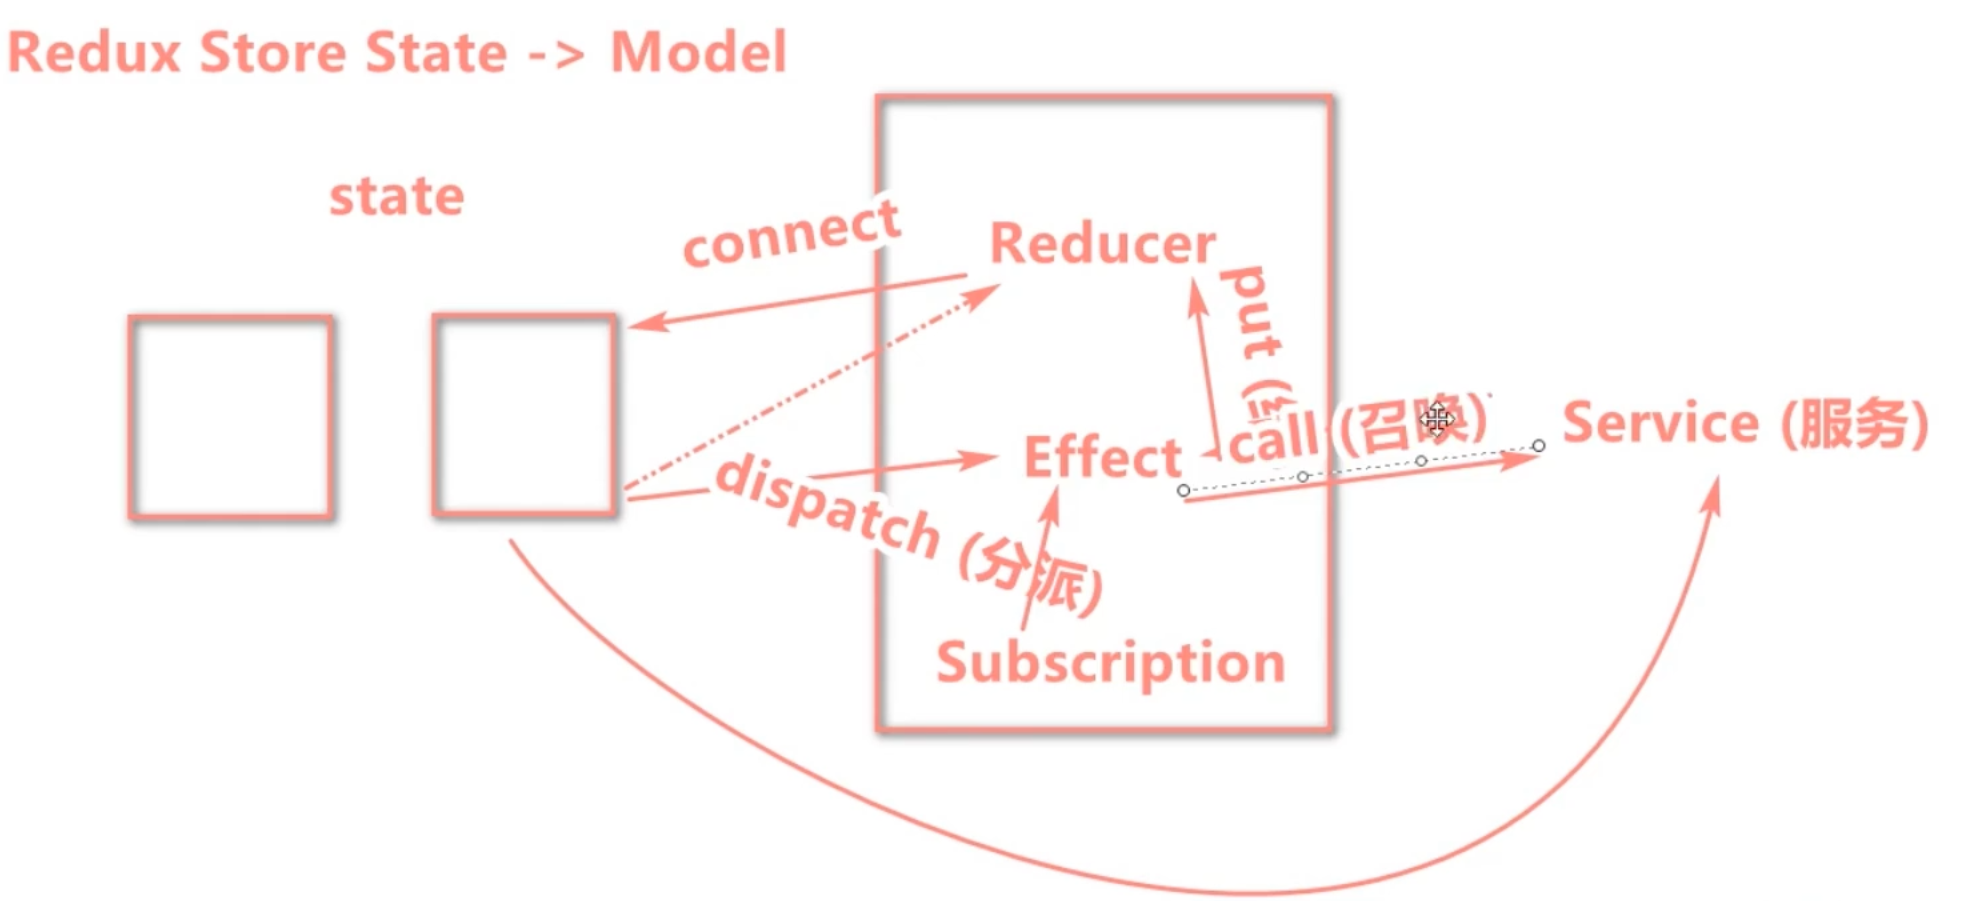 Redux Store State -> Model
state
connect
Reducer
put (
call (召唤)
Service (服务)
Effect
dispatch (分派)
Subscription